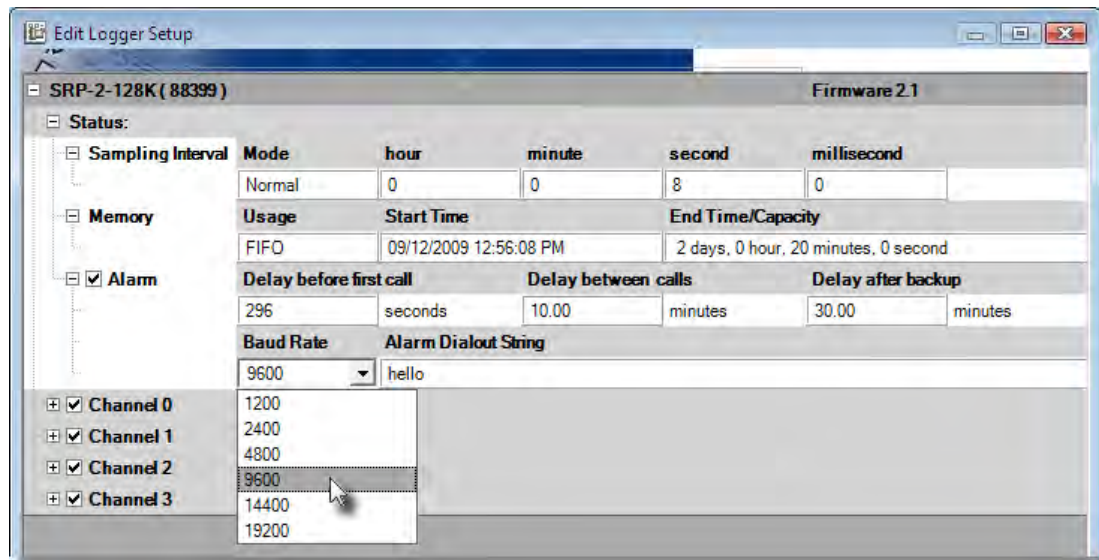 Edit Logger Setup
SRP-2-128K ( 88399 ) Firmware 2.1
Status:
Sampling Interval Mode hour minute second millisecond
Normal 0 0 8 0
Memory Usage Start Time End Time/Capacity
FIFO 09/12/2009 12:56:08 PM 2 days, 0 hour, 20 minutes, 0 second
Alarm Delay before first call Delay between calls Delay after backup
296 seconds 10.00 minutes 30.00 minutes
Baud Rate Alarm Dialout String
9600 hello
Channel 0 1200
Channel 1 2400
4800
Channel 2 9600
Channel 3 14400
19200